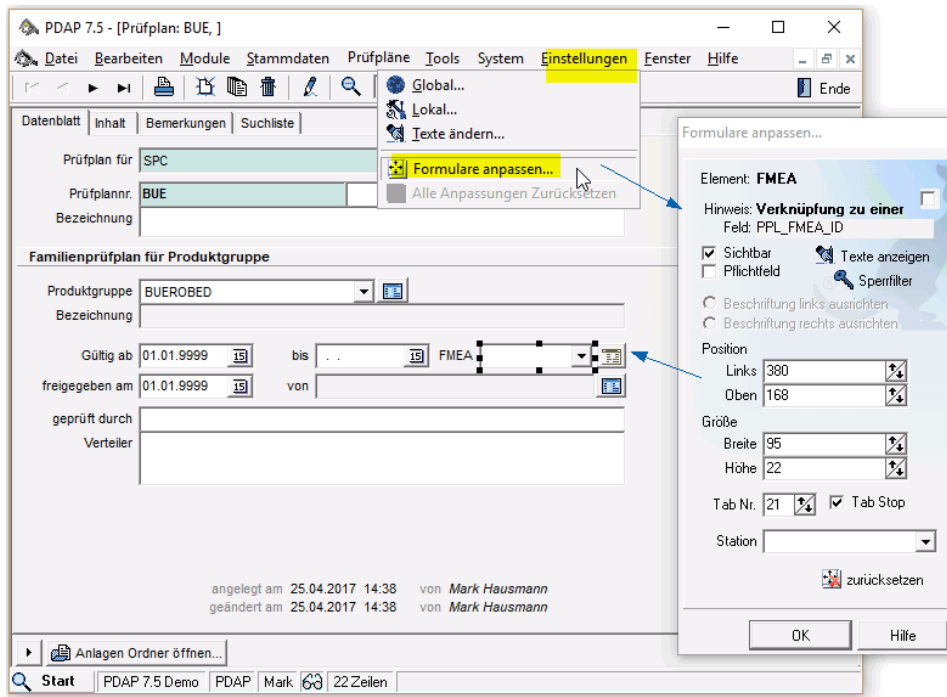 PDAP 7.5 - [Prüfplan: BUE, ]
Datei Bearbeiten Module Stammdaten Prüfpläne Tools System Einstellungen Fenster Hilfe
Ende
Global...
Lokal...
Texte ändern...
Formulare anpassen...
Alle Anpassungen Zurücksetzen
Datenblatt Inhalt Bemerkungen Suchliste
Prüfplan für SPC
Prüfplannr. BUE
Bezeichnung
Familienprüfplan für Produktgruppe
Produktgruppe BUEROBED
Bezeichnung
Gültig ab 01.01.9999 15 bis . . 15 FMEA
freigegeben am 01.01.9999 15 von
geprüft durch
Verteiler
angelegt am 25.04.2017 14:38 von Mark Hausmann
geändert am 25.04.2017 14:38 von Mark Hausmann
Anlagen Ordner öffnen...
Start PDAP 7.5 Demo PDAP Mark 22 Zeilen
Formulare anpassen...
Element: FMEA
Hinweis: Verknüpfung zu einer
Feld: PPL_FMEA_ID
Sichtbar Texte anzeigen
Pflichtfeld Sperrfilter
Beschriftung links ausrichten
Beschriftung rechts ausrichten
Position
Links 380
Oben 168
Größe
Breite 95
Höhe 22
Tab Nr. 21 Tab Stop
Station
zurücksetzen
OK Hilfe